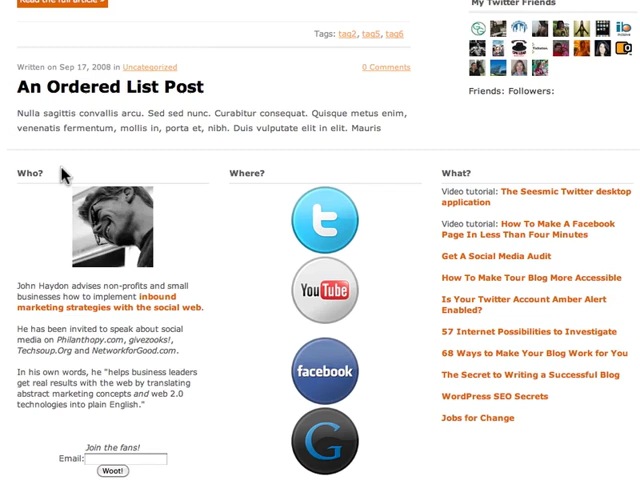 Read the full article »
My Twitter Friends
Tags: tag2, tag5, tag6
Written on Sep 17, 2008 in Uncategorized
0 Comments
An Ordered List Post
Nulla sagittis convallis arcu. Sed sed nunc. Curabitur consequat. Quisque metus enim,
venenatis fermentum, mollis in, porta et, nibh. Duis vulputate elit in elit. Mauris
Friends: Followers:
Who?
John Haydon advises non-profits and small
businesses how to implement inbound
marketing strategies with the social web.
He has been invited to speak about social
media on Philanthopy.com, givezooks!,
Techsoup.Org and NetworkforGood.com.
In his own words, he "helps business leaders
get real results with the web by translating
abstract marketing concepts and web 2.0
technologies into plain English."
Join the fans!
Email:
Woot!
Where?
t
YouTube
facebook
G
What?
Video tutorial: The Seesmic Twitter desktop
application
Video tutorial: How To Make A Facebook
Page In Less Than Four Minutes
Get A Social Media Audit
How To Make Tour Blog More Accessible
Is Your Twitter Account Amber Alert
Enabled?
57 Internet Possibilities to Investigate
68 Ways to Make Your Blog Work for You
The Secret to Writing a Successful Blog
WordPress SEO Secrets
Jobs for Change